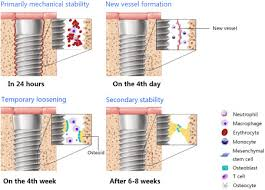 Primarily mechanical stability
New vessel formation
New vessel
In 24 hours
On the 4th day
Temporary loosening
Secondary stability
Osteoid
On the 4th week
After 6-8 weeks
Neutrophil
Macrophage
Erythrocyte
Monocyte
Mesenchymal
stem cell
Osteoblast
T cell
Osteoclast